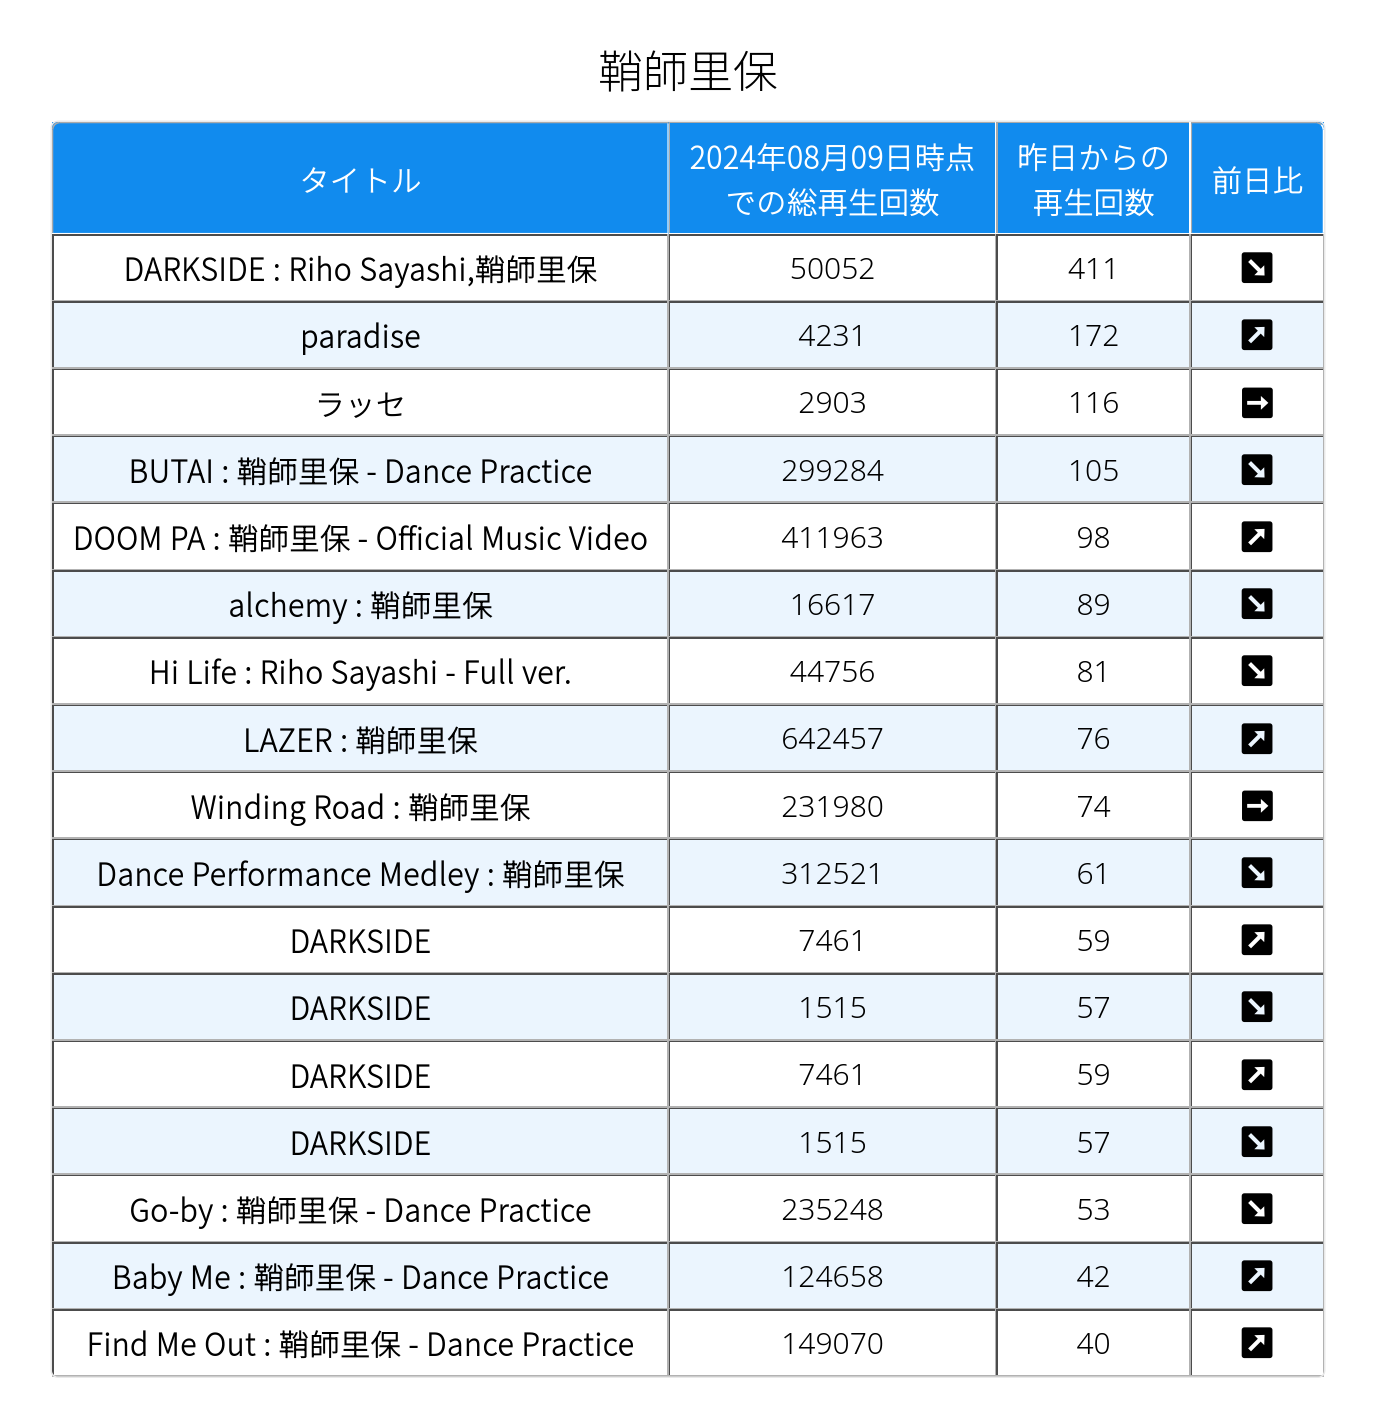 鞘師里保
タイトル
2024年08月09日時点
での総再生回数
昨日からの
再生回数
前日比
DARKSIDE : Riho Sayashi,鞘師里保 50052 411 ↘
paradise 4231 172 ↗
ラッセ 2903 116 →
BUTAI : 鞘師里保 - Dance Practice 299284 105 ↘
DOOM PA : 鞘師里保 - Official Music Video 411963 98 ↗
alchemy : 鞘師里保 16617 89 ↘
Hi Life : Riho Sayashi - Full ver. 44756 81 ↘
LAZER : 鞘師里保 642457 76 ↗
Winding Road : 鞘師里保 231980 74 →
Dance Performance Medley : 鞘師里保 312521 61 ↘
DARKSIDE 7461 59 ↗
DARKSIDE 1515 57 ↘
DARKSIDE 7461 59 ↗
DARKSIDE 1515 57 ↘
Go-by : 鞘師里保 - Dance Practice 235248 53 ↘
Baby Me : 鞘師里保 - Dance Practice 124658 42 ↗
Find Me Out : 鞘師里保 - Dance Practice 149070 40 ↗